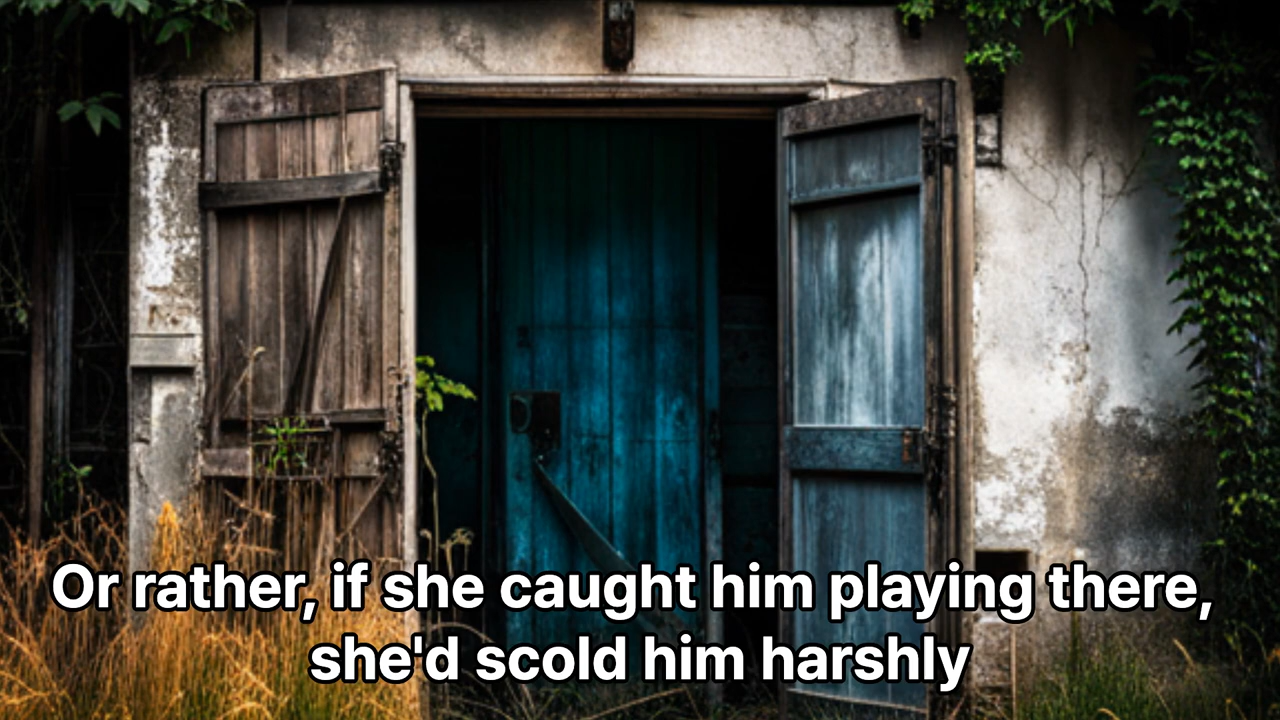 Or rather, if she caught him playing there,
she'd scold him harshly